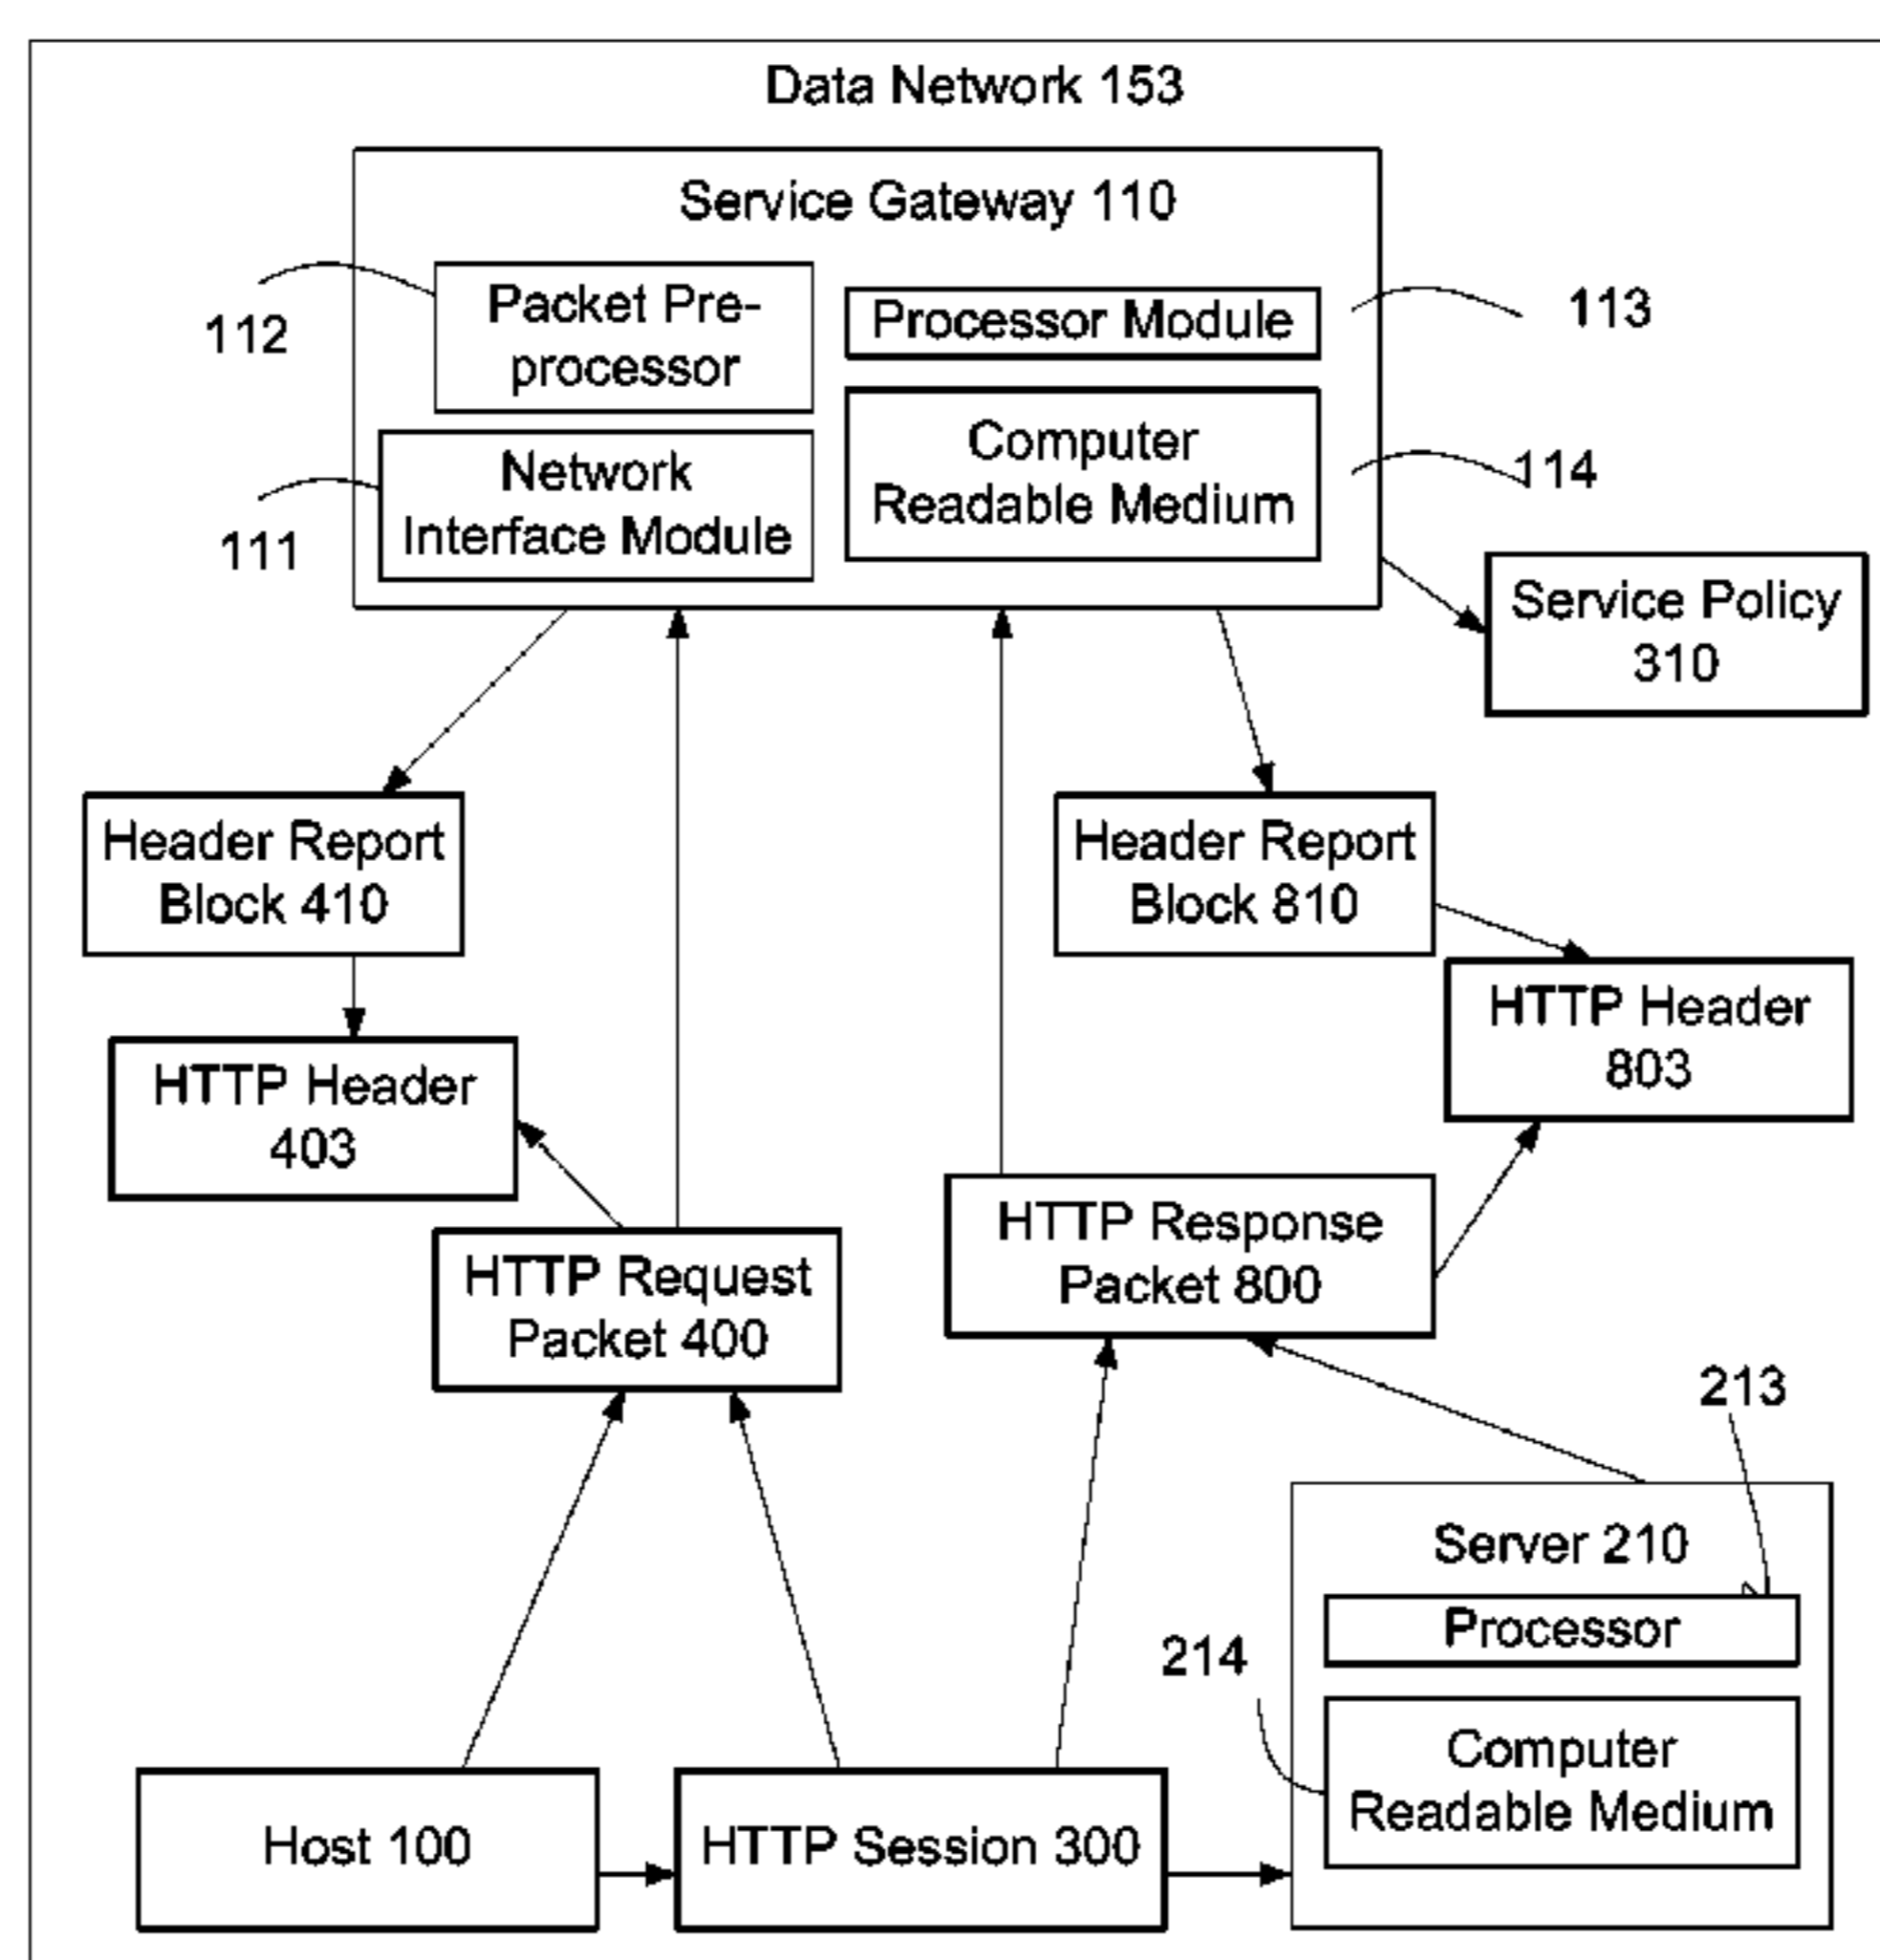 Data Network 153
Service Gateway 110
112
Packet Pre-
processor
Processor Module
113
111
Network
Interface Module
Computer
Readable Medium
114
Service Policy
310
Header Report
Block 410
Header Report
Block 810
HTTP Header
403
HTTP Header
803
HTTP Request
Packet 400
HTTP Response
Packet 800
213
Server 210
Processor
214
Computer
Readable Medium
Host 100
HTTP Session 300